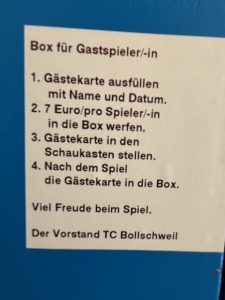 Box für Gastspieler/-in
1. Gästekarte ausfüllen
mit Name und Datum.
2. 7 Euro/pro Spieler/-in
in die Box werfen.
3. Gästekarte in den
Schaukasten stellen.
4. Nach dem Spiel
die Gästekarte in die Box.
Viel Freude beim Spiel.
Der Vorstand TC Bollschweil